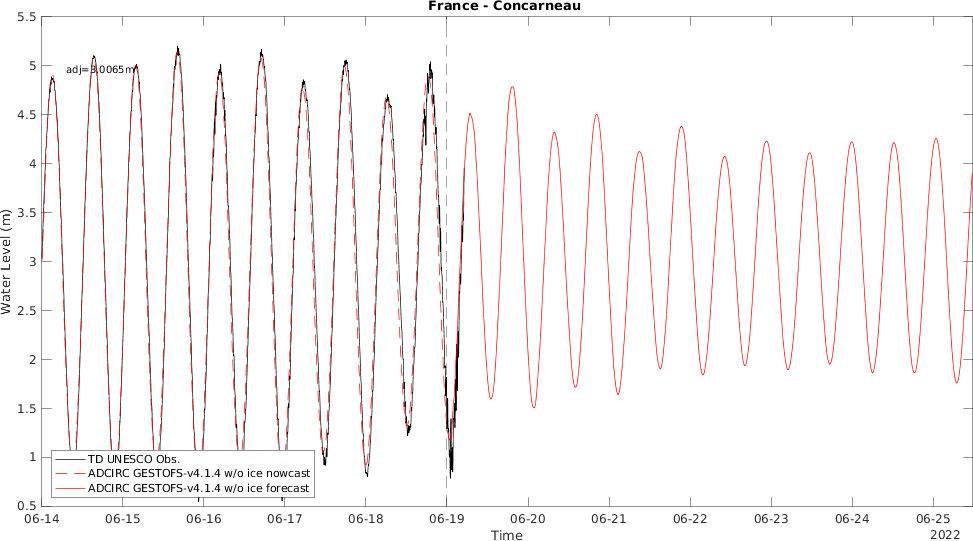 France - Concarneau
5.5
5
4.5
4
3.5
3
2.5
2
1.5
1
0.5
Water Level (m)
adj=3.0065m
TD UNESCO Obs.
ADCIRC GESTOFS-v4.1.4 w/o ice nowcast
ADCIRC GESTOFS-v4.1.4 w/o ice forecast
06-14 06-15 06-16 06-17 06-18 06-19 06-20 06-21 06-22 06-23 06-24 06-25
2022
Time